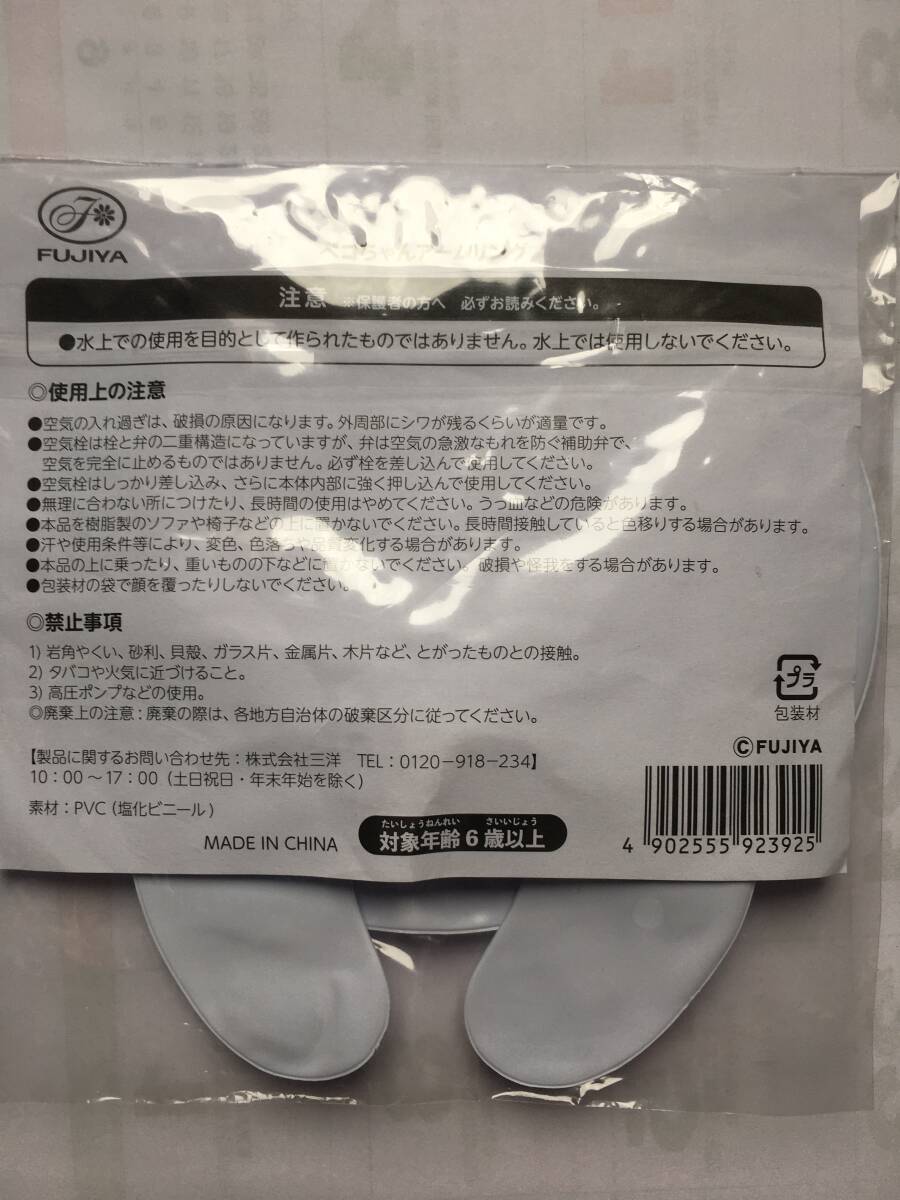 FUJIYA
ペコちゃんアームリング
注意 ※保護者の方へ 必ずお読みください。
●水上での使用を目的として作られたものではありません。水上では使用しないでください。
◎使用上の注意
●空気の入れ過ぎは、破損の原因になります。外周部にシワが残るくらいが適量です。
●空気栓は栓と弁の二重構造になっていますが、弁は空気の急激なもれを防ぐ補助弁で、
空気を完全に止めるものではありません。必ず栓を差し込んで使用してください。
●空気栓はしっかり差し込み、さらに本体内部に強く押し込んで使用してください。
●無理に合わない所につけたり、長時間の使用はやめてください。うっ血などの危険があります。
●本品を樹脂製のソファや椅子などの上に置かないでください。長時間接触していると色移りする場合があります。
●汗や使用条件等により、変色、色落ちや品質変化する場合があります。
●本品の上に乗ったり、重いものの下などに置かないでください。破損や怪我をする場合があります。
●包装材の袋で顔を覆ったりしないでください。
◎禁止事項
1) 岩角やくい、砂利、貝殻、ガラス片、金属片、木片など、とがったものとの接触。
2) タバコや火気に近づけること。
3) 高圧ポンプなどの使用。
◎廃棄上の注意：廃棄の際は、各地方自治体の破棄区分に従ってください。
プラ
包装材
©FUJIYA
【製品に関するお問い合わせ先：株式会社三洋 TEL：0120−918−234】
10：00〜17：00（土日祝日・年末年始を除く）
素材：PVC（塩化ビニール）
MADE IN CHINA
たいしょうねんれい さいいじょう
対象年齢6歳以上
4 902555 923925